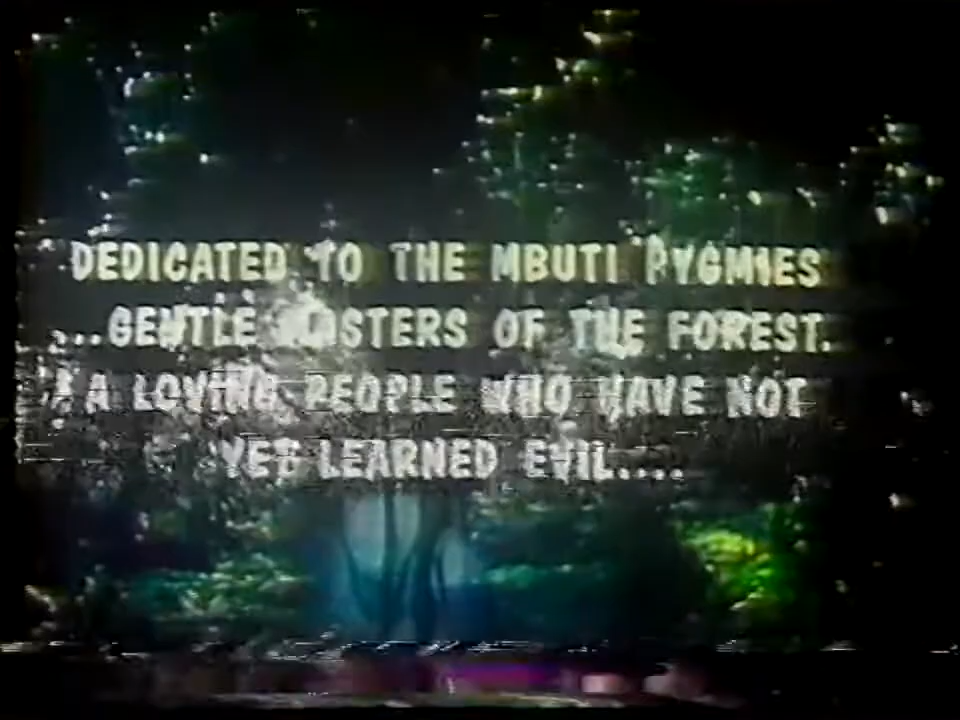 DEDICATED TO THE MBUTI PYGMIES
...GENTLE MASTERS OF THE FOREST.
A LOVING PEOPLE WHO HAVE NOT
YET LEARNED EVIL....